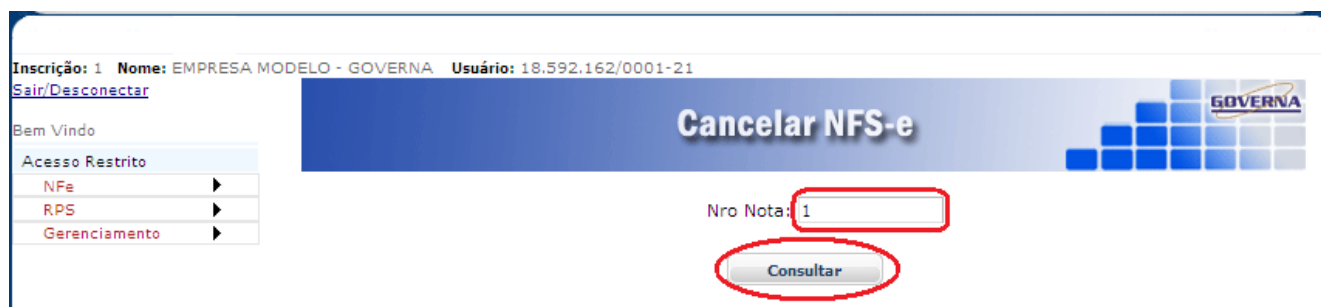 Inscrição: 1 Nome: EMPRESA MODELO - GOVERNA Usuário: 18.592.162/0001-21
Sair/Desconectar
GOVERNA
Cancelar NFS-e
Bem Vindo
Acesso Restrito
NFe
RPS
Gerenciamento
Nro Nota: 1
Consultar